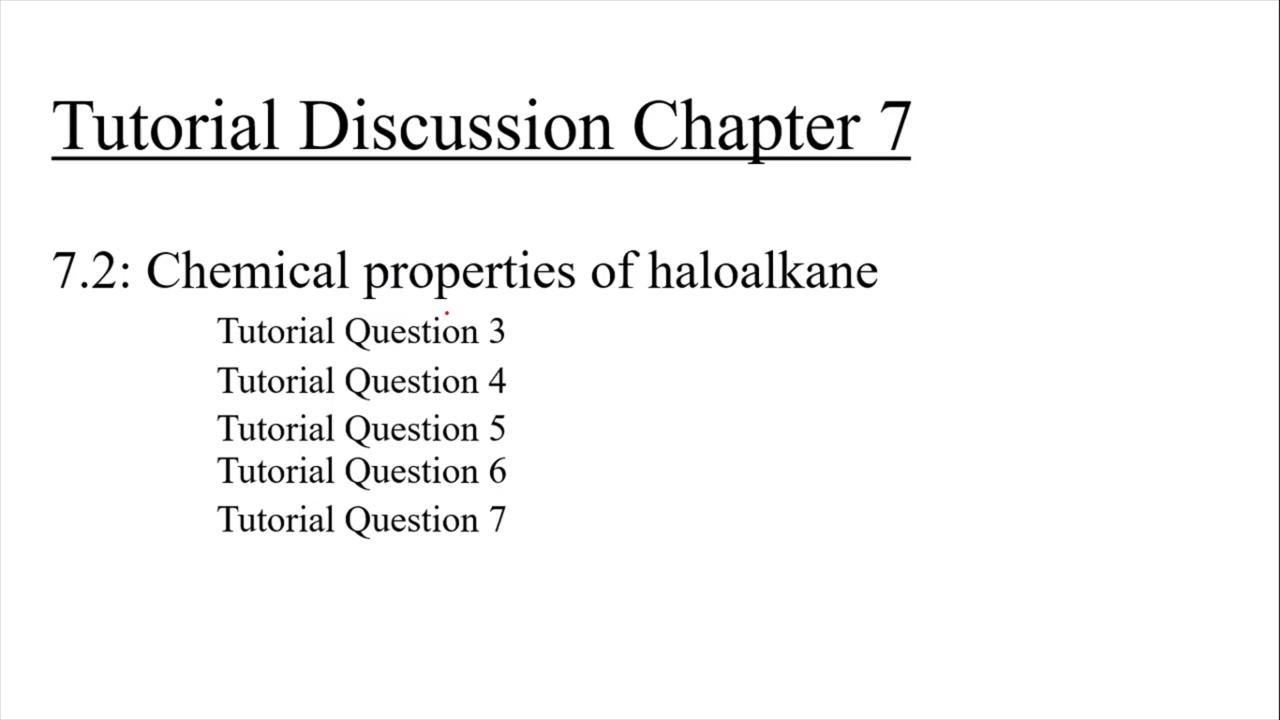 Tutorial Discussion Chapter 7
7.2: Chemical properties of haloalkane
Tutorial Question 3
Tutorial Question 4
Tutorial Question 5
Tutorial Question 6
Tutorial Question 7